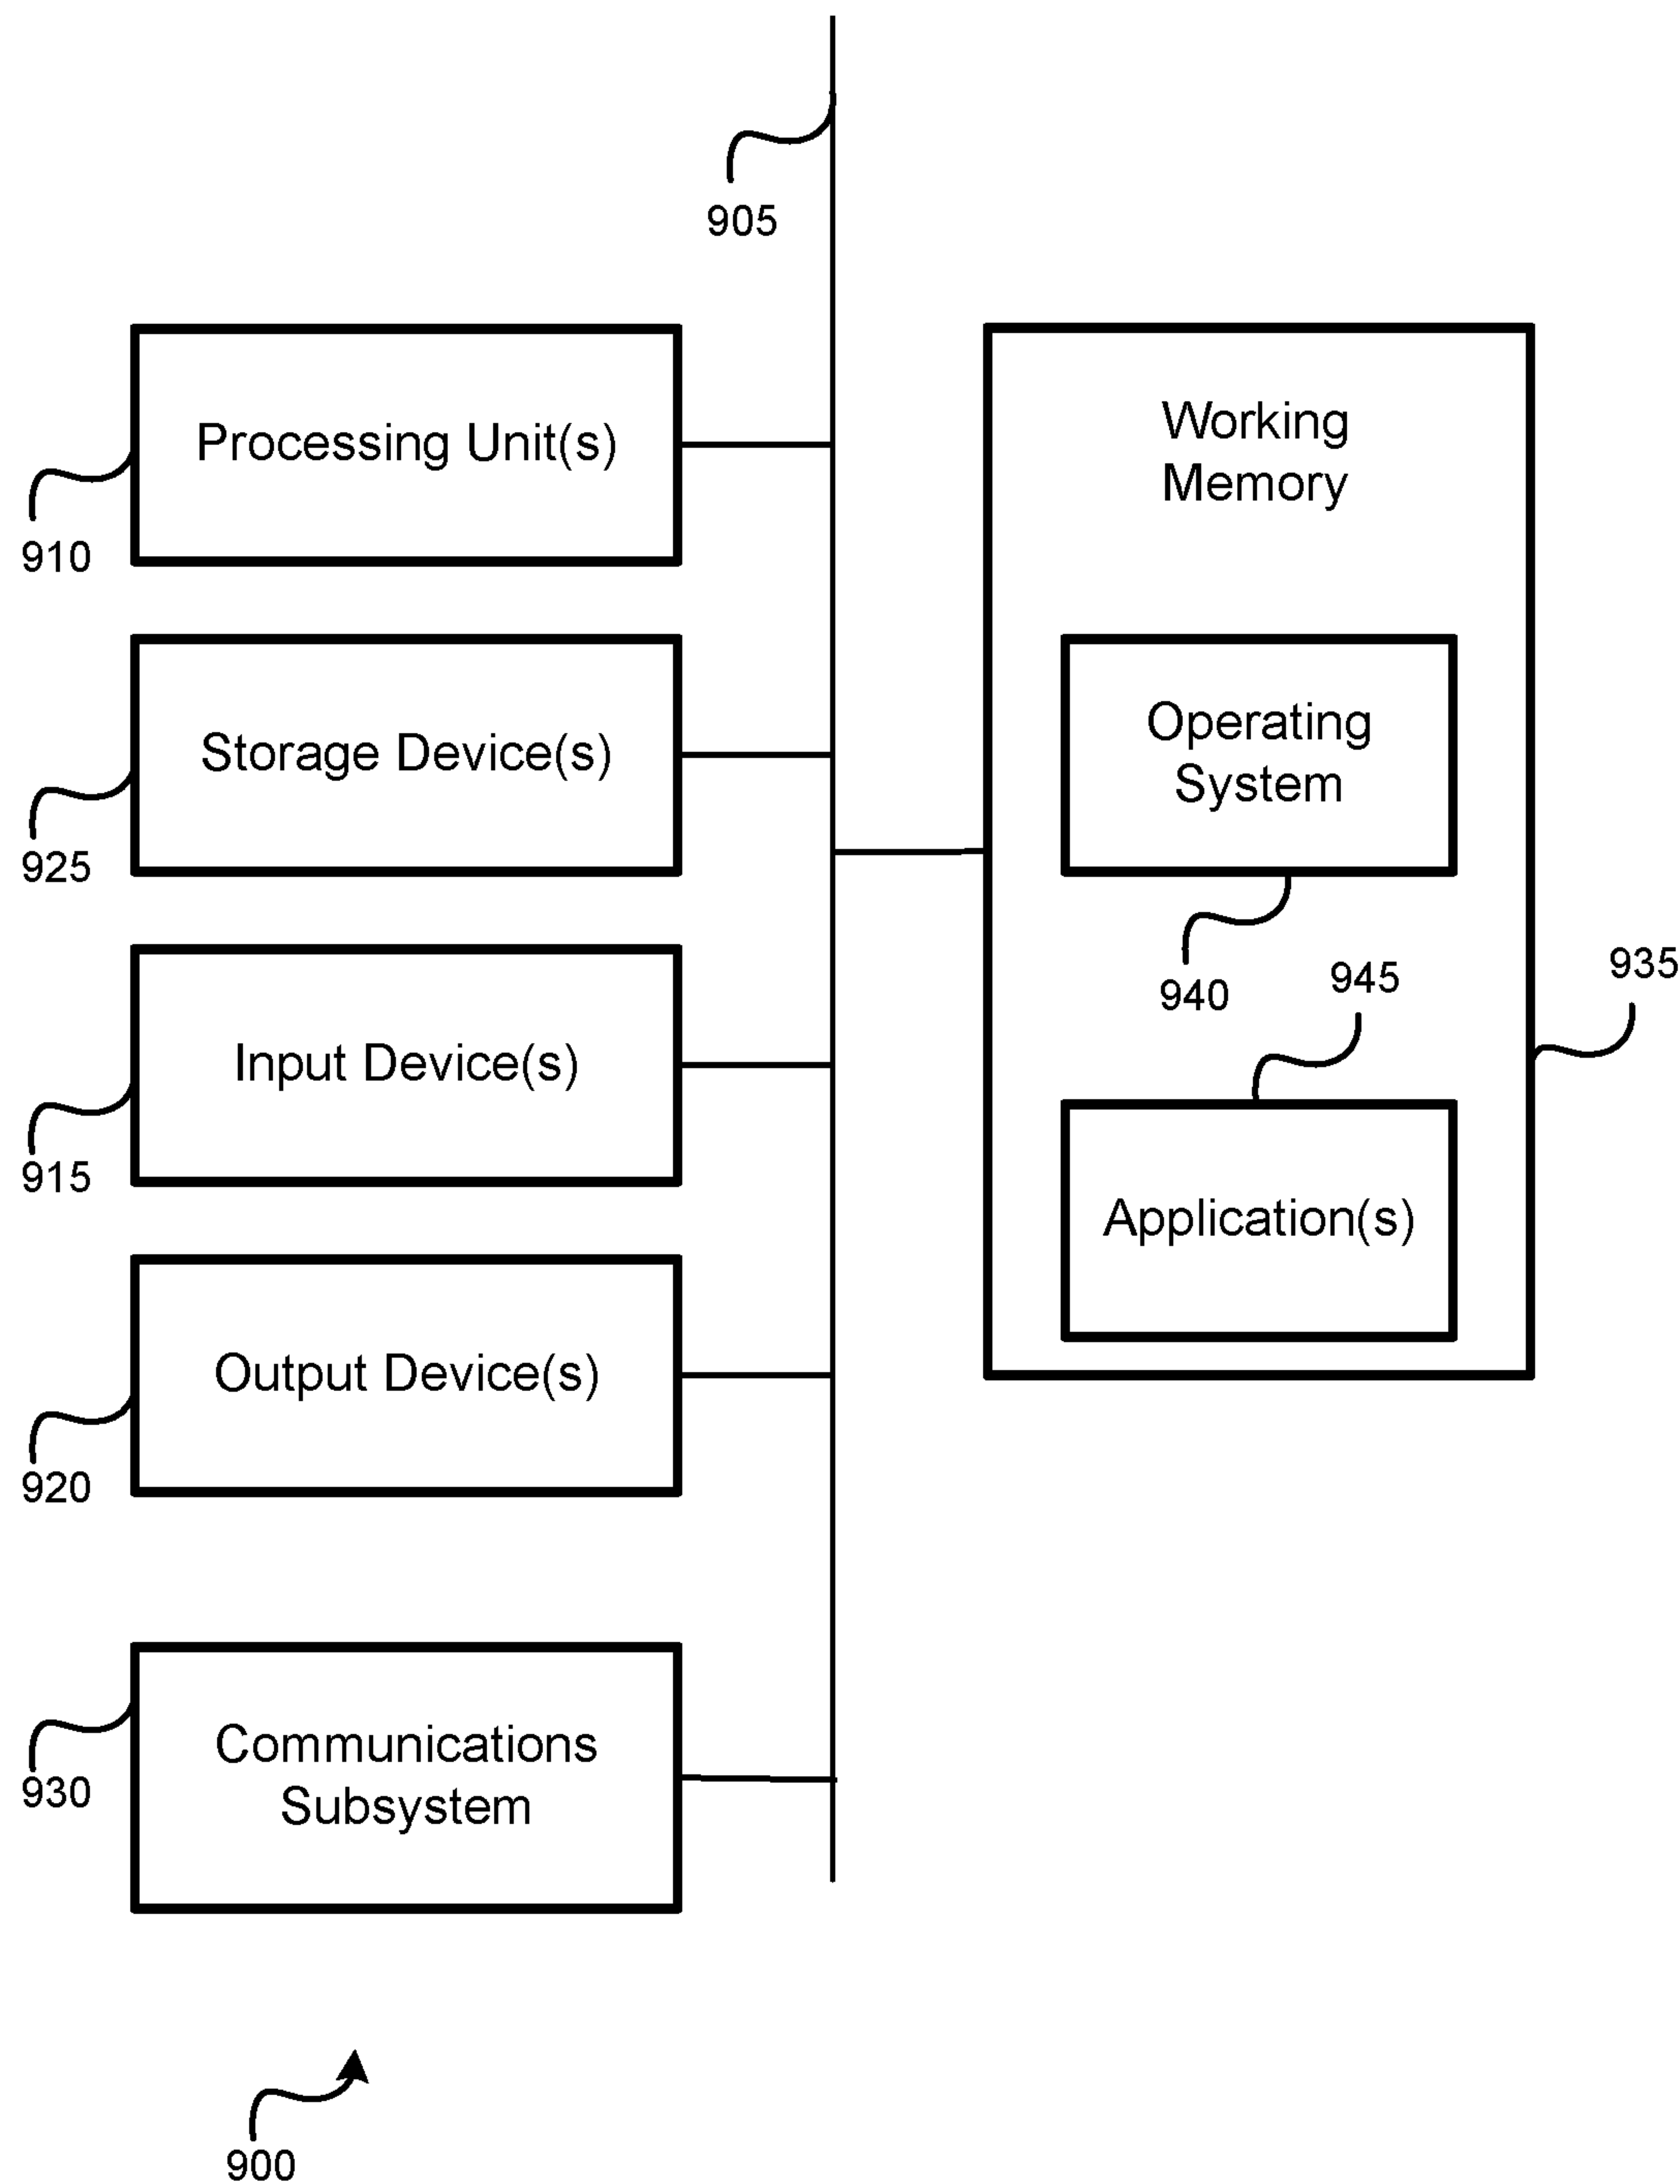 905
Processing Unit(s)
910
Storage Device(s)
925
Input Device(s)
915
Output Device(s)
920
Communications
Subsystem
930
Working
Memory
Operating
System
940
945
935
Application(s)
900